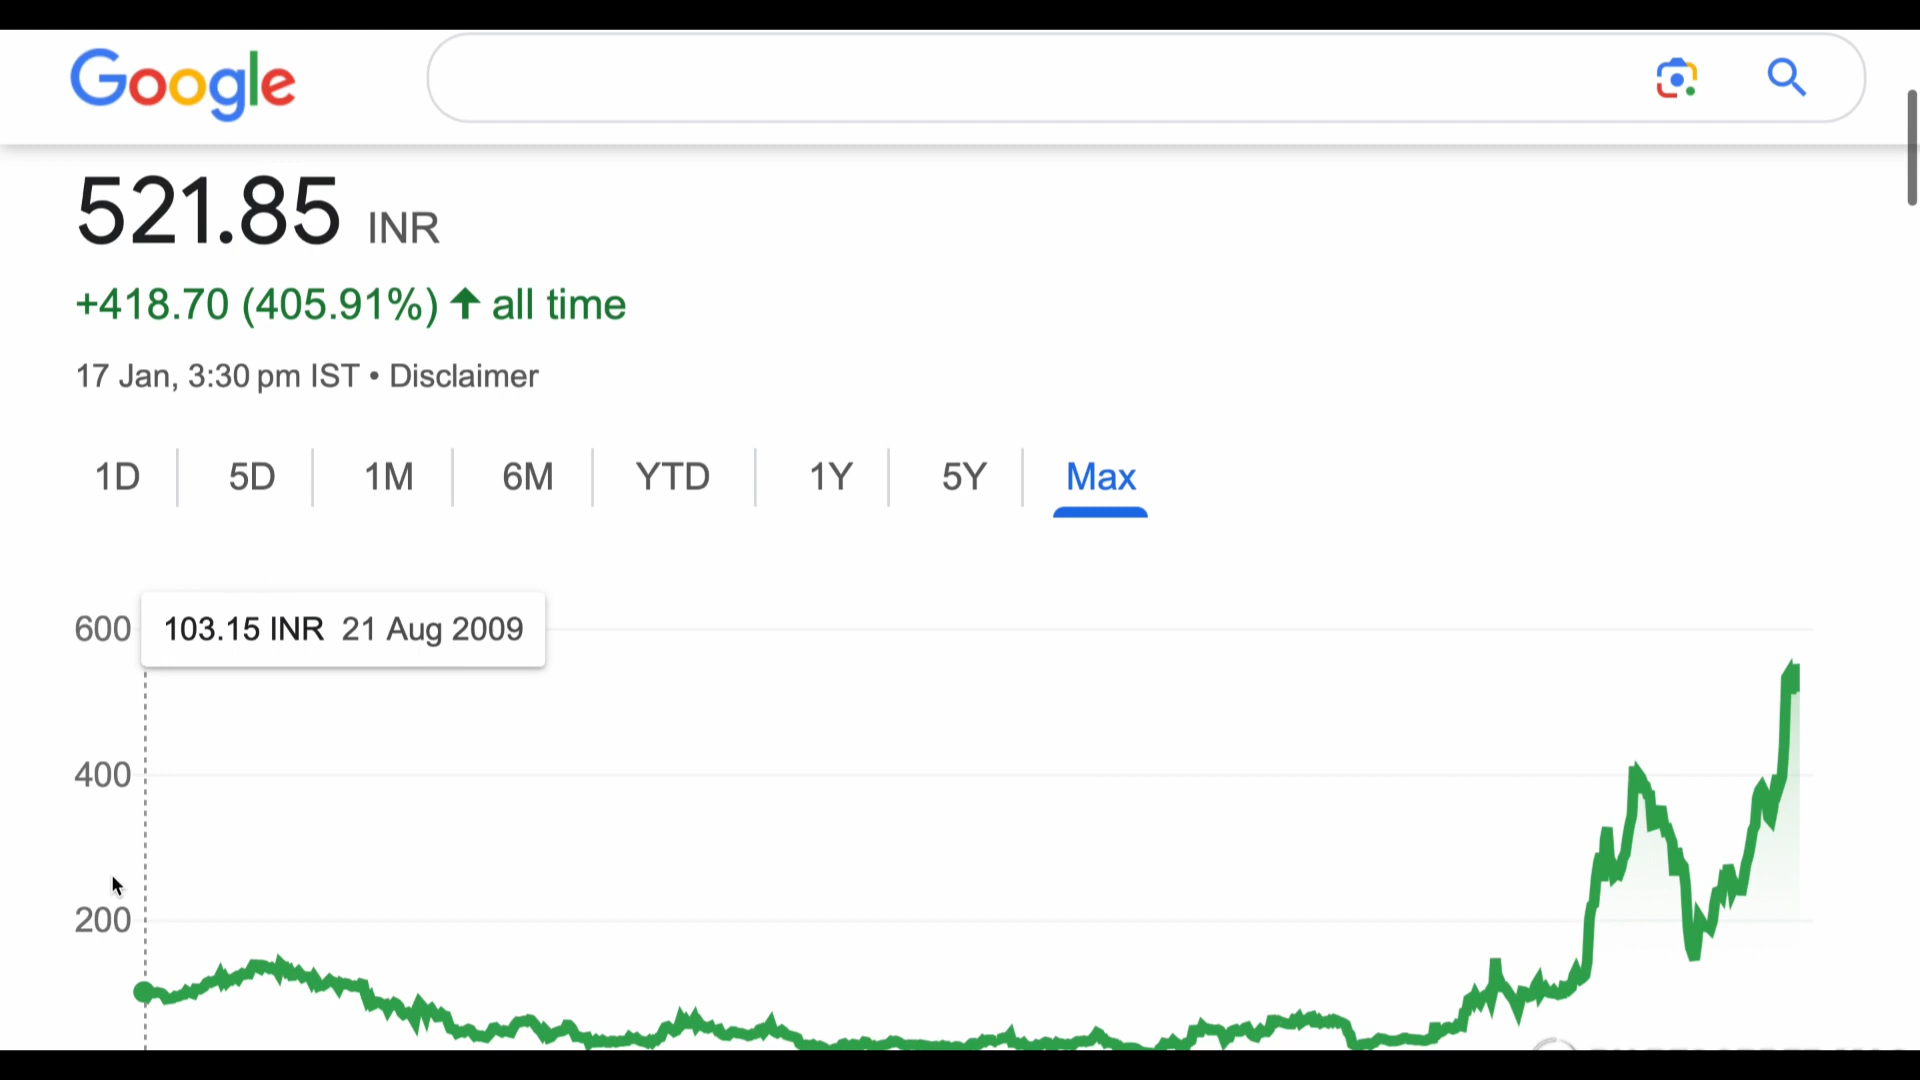 Google
521.85 INR
+418.70 (405.91%) ↑ all time
17 Jan, 3:30 pm IST • Disclaimer
1D 5D 1M 6M YTD 1Y 5Y Max
600 103.15 INR 21 Aug 2009
400
200